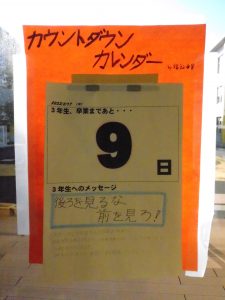 カウントダウン
カレンダー
3年生、卒業まであと・・・
9
日
3年生へのメッセージ
後ろを見るな
前を見ろ!